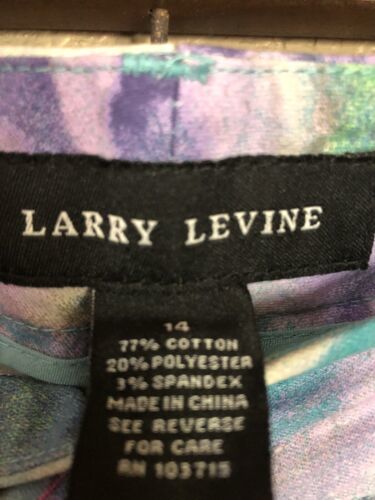 LARRY LEVINE
14
77% COTTON
20% POLYESTER
3% SPANDEX
MADE IN CHINA
SEE REVERSE
FOR CARE
RN 103715